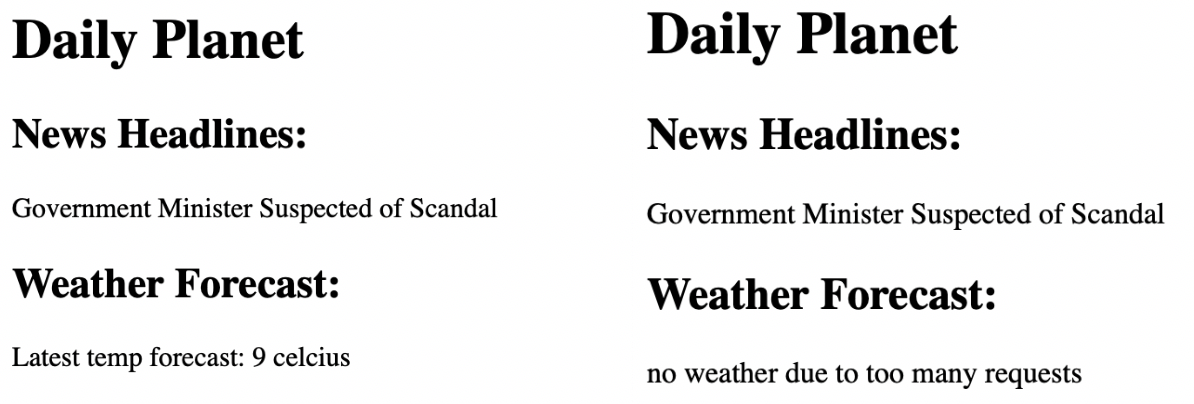 Daily Planet
News Headlines:
Government Minister Suspected of Scandal
Weather Forecast:
Latest temp forecast: 9 celcius
Daily Planet
News Headlines:
Government Minister Suspected of Scandal
Weather Forecast:
no weather due to too many requests